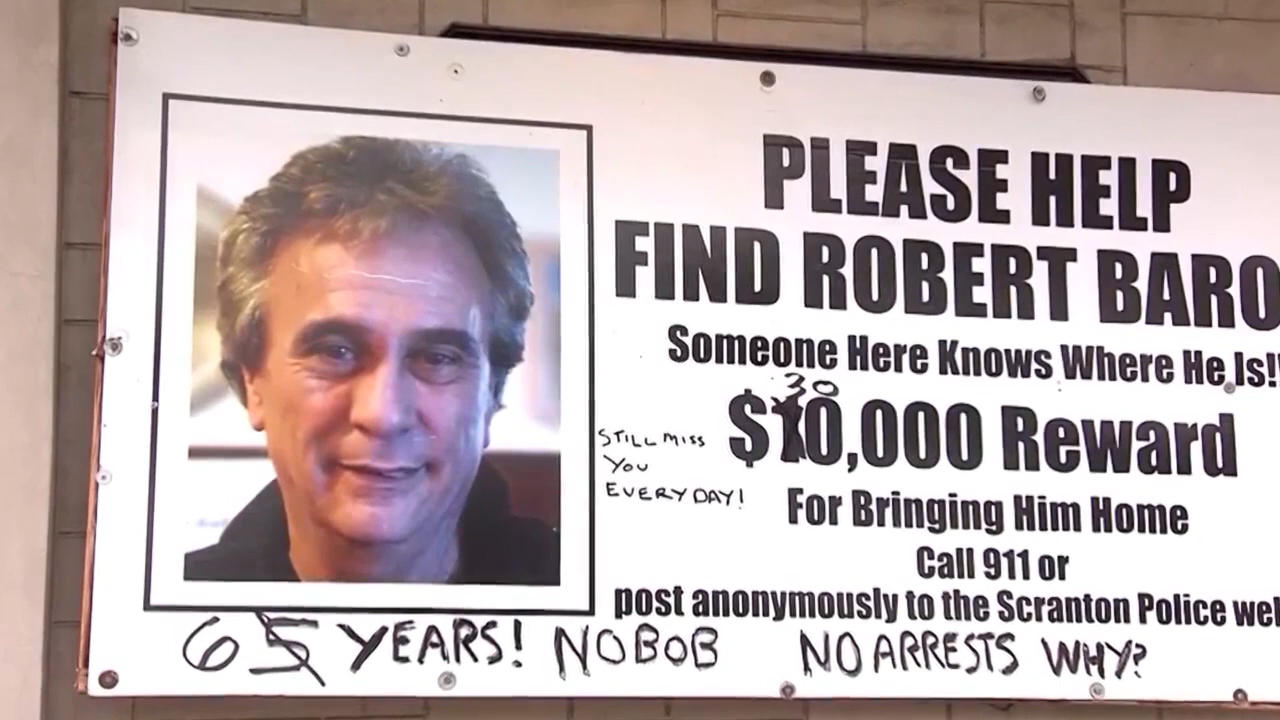 PLEASE HELP
FIND ROBERT BARO
Someone Here Knows Where He Is!!
30
$10,000 Reward
STILL MISS
YOU
EVERYDAY!
For Bringing Him Home
Call 911 or
post anonymously to the Scranton Police we
6 5 YEARS! NO BOB NO ARRESTS WHY?